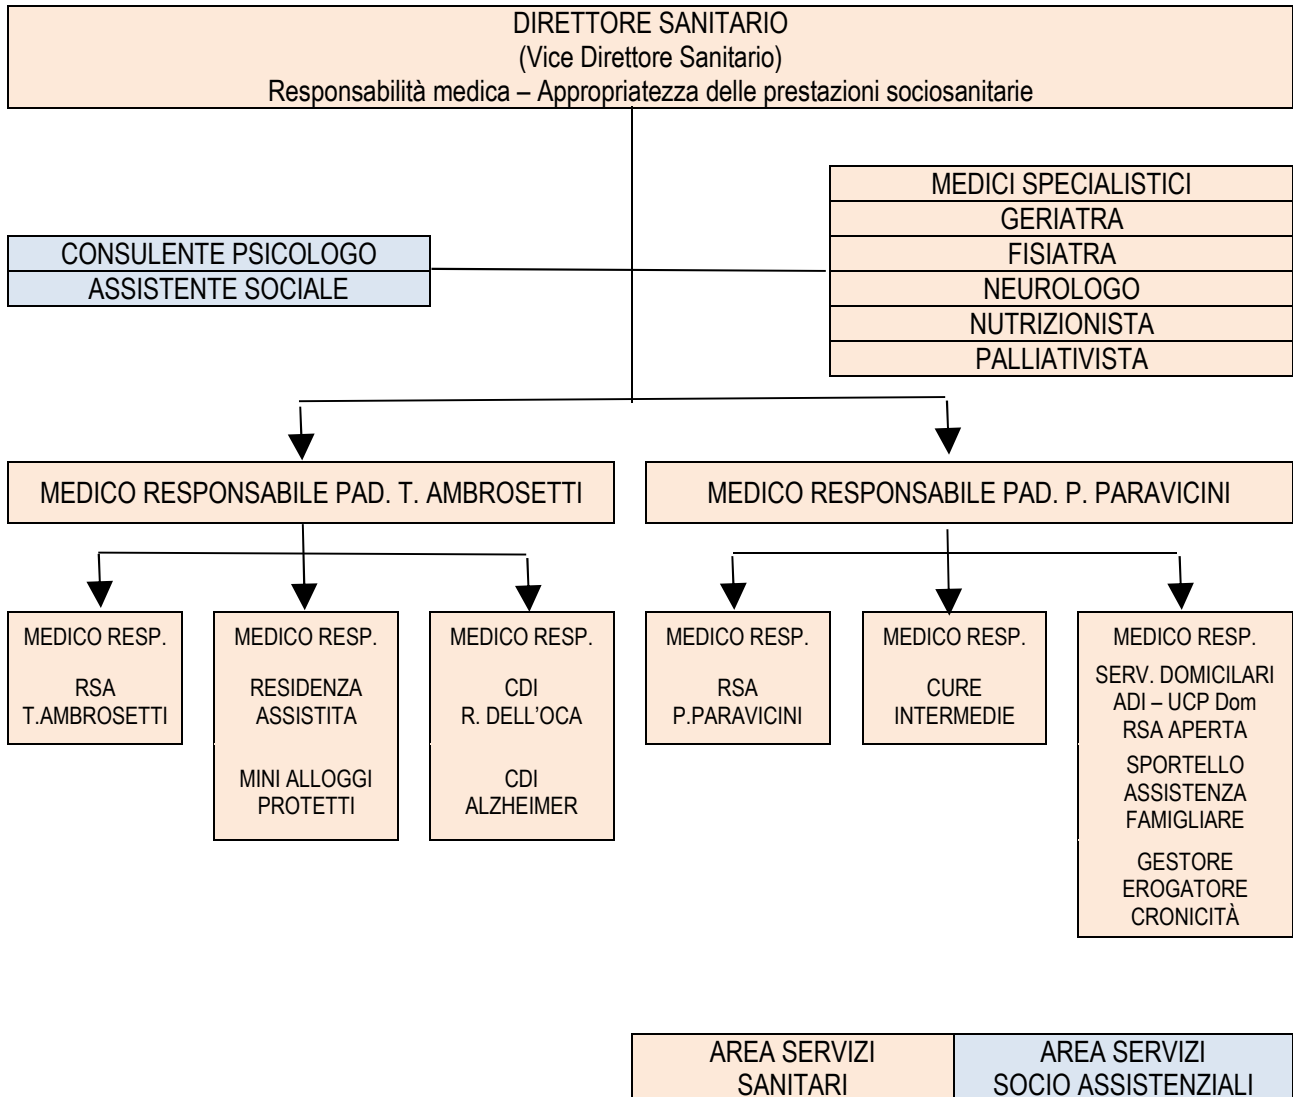 DIRETTORE SANITARIO
(Vice Direttore Sanitario)
Responsabilità medica – Appropriatezza delle prestazioni sociosanitarie
MEDICI SPECIALISTICI
GERIATRA
FISIATRA
NEUROLOGO
NUTRIZIONISTA
PALLIATIVISTA
CONSULENTE PSICOLOGO
ASSISTENTE SOCIALE
MEDICO RESPONSABILE PAD. T. AMBROSETTI
MEDICO RESPONSABILE PAD. P. PARAVICINI
MEDICO RESP.
RSA
T.AMBROSETTI
MEDICO RESP.
RESIDENZA
ASSISTITA
MINI ALLOGGI
PROTETTI
MEDICO RESP.
CDI
R. DELL’OCA
CDI
ALZHEIMER
MEDICO RESP.
RSA
P.PARAVICINI
MEDICO RESP.
CURE
INTERMEDIE
MEDICO RESP.
SERV. DOMICILARI
ADI – UCP Dom
RSA APERTA
SPORTELLO
ASSISTENZA
FAMIGLIARE
GESTORE
EROGATORE
CRONICITÀ
AREA SERVIZI
SANITARI
AREA SERVIZI
SOCIO ASSISTENZIALI